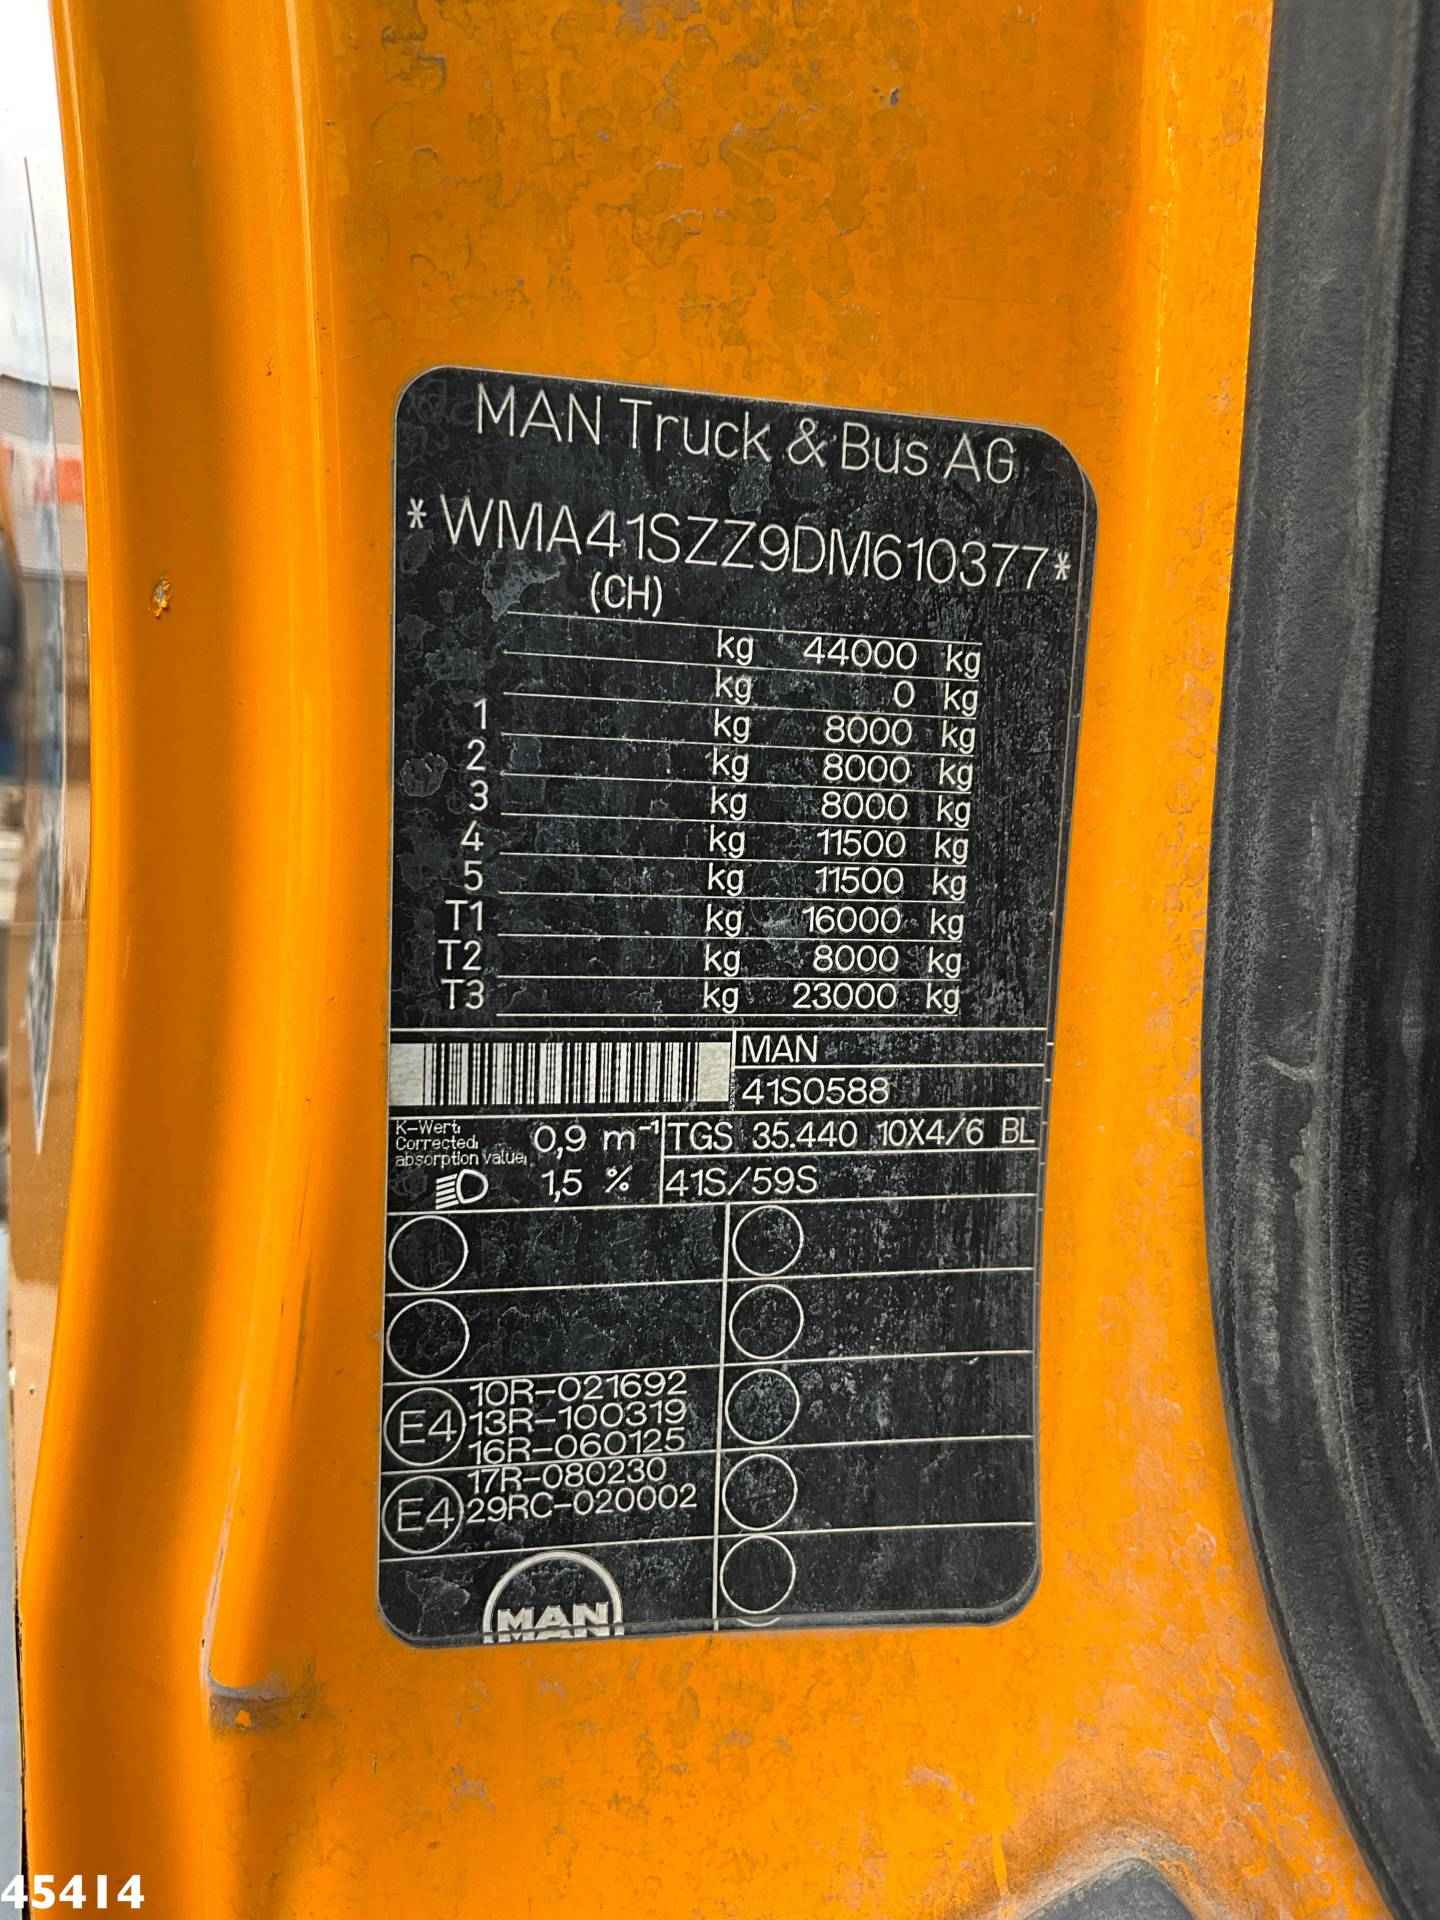 MAN Truck & Bus AG
*WMA41SZZ9DM610377*
(CH)
kg 44000 kg
kg 0 kg
1 kg 8000 kg
2 kg 8000 kg
3 kg 8000 kg
4 kg 11500 kg
5 kg 11500 kg
T1 kg 16000 kg
T2 kg 8000 kg
T3 kg 23000 kg
MAN
41S0588
K-Wert:
Corrected:
absorption value:
0,9 m⁻¹
TGS 35.440 10X4/6 BL
1,5 %
41S/59S
E4
10R-021692
13R-100319
16R-060125
E4
17R-080230
29RC-020002
MAN
45414